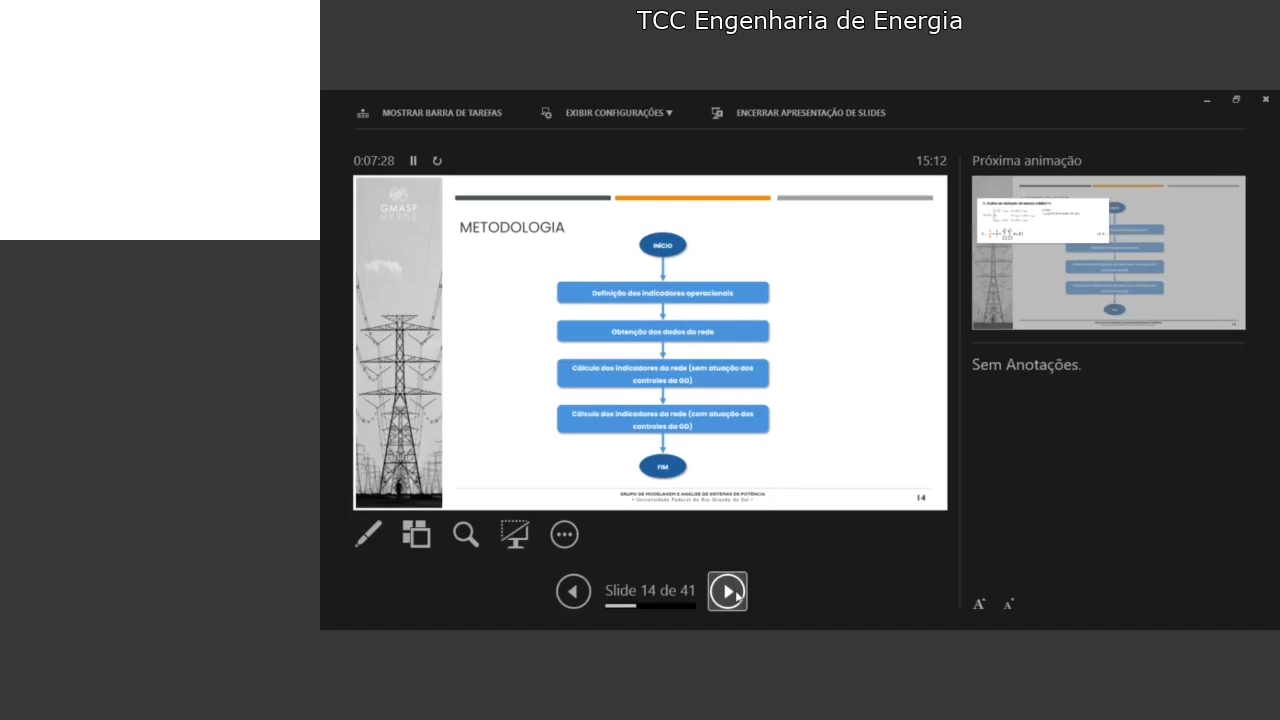 TCC Engenharia de Energia
MOSTRAR BARRA DE TAREFAS
EXIBIR CONFIGURAÇÕES ▼
ENCERRAR APRESENTAÇÃO DE SLIDES
0:07:28
15:12
Próxima animação
GMASP
UFRGS
METODOLOGIA
INÍCIO
Definição dos indicadores operacionais
Obtenção dos dados da rede
Cálculo dos indicadores da rede (sem atuação dos
controles da GD)
Cálculo dos indicadores da rede (com atuação dos
controles da GD)
FIM
GRUPO DE MODELAGEM E ANÁLISE DE SISTEMAS DE POTÊNCIA
• Universidade Federal do Rio Grande do Sul •
14
Sem Anotações.
Slide 14 de 41
A A